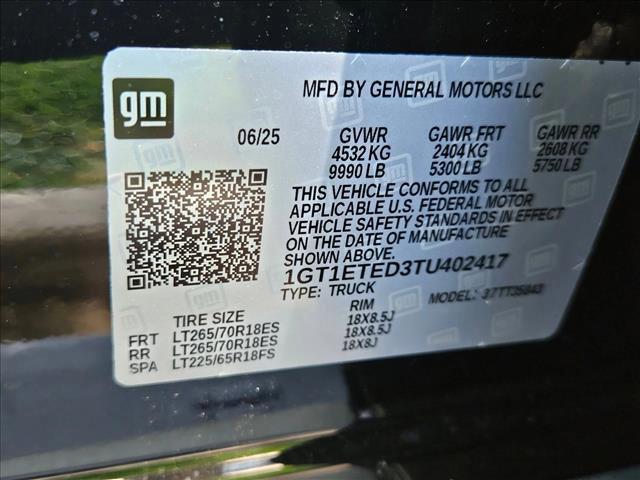 gm
MFD BY GENERAL MOTORS LLC
06/25 GVWR GAWR FRT GAWR RR
4532 KG 2404 KG 2608 KG
9990 LB 5300 LB 5750 LB
THIS VEHICLE CONFORMS TO ALL
APPLICABLE U.S. FEDERAL MOTOR
VEHICLE SAFETY STANDARDS IN EFFECT
ON THE DATE OF MANUFACTURE
SHOWN ABOVE.
1GT1ETED3TU402417
TYPE: TRUCK MODEL:
TIRE SIZE RIM
FRT LT265/70R18ES 18X8.5J
RR LT265/70R18ES 18X8.5J
SPA LT225/65R18FS 18X8J